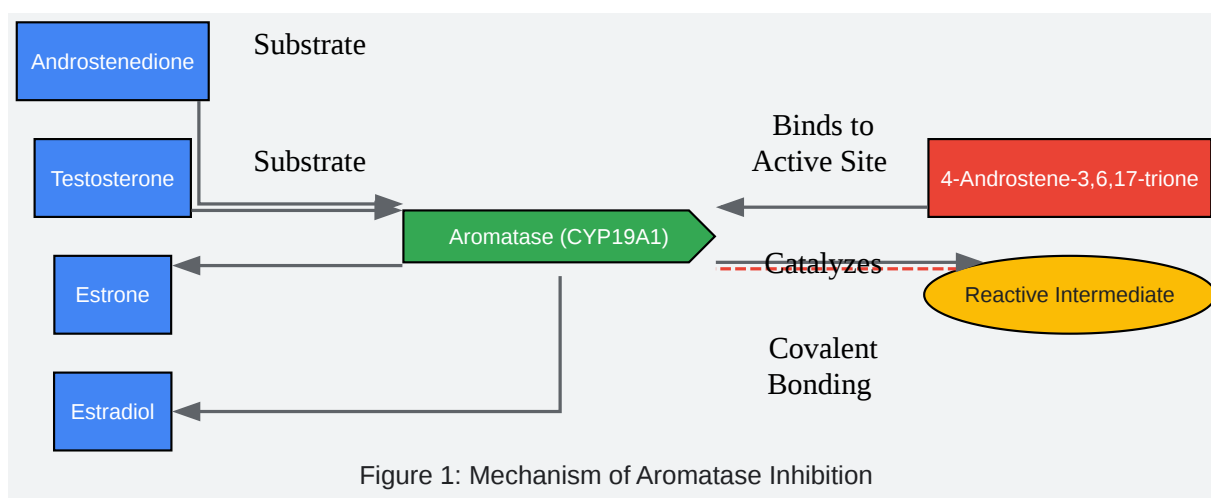 Androstenedione
Substrate
Testosterone
Substrate
Binds to
Active Site
4-Androstene-3,6,17-trione
Aromatase (CYP19A1)
Catalyzes
Estrone
Reactive Intermediate
Covalent
Bonding
Estradiol
Figure 1: Mechanism of Aromatase Inhibition